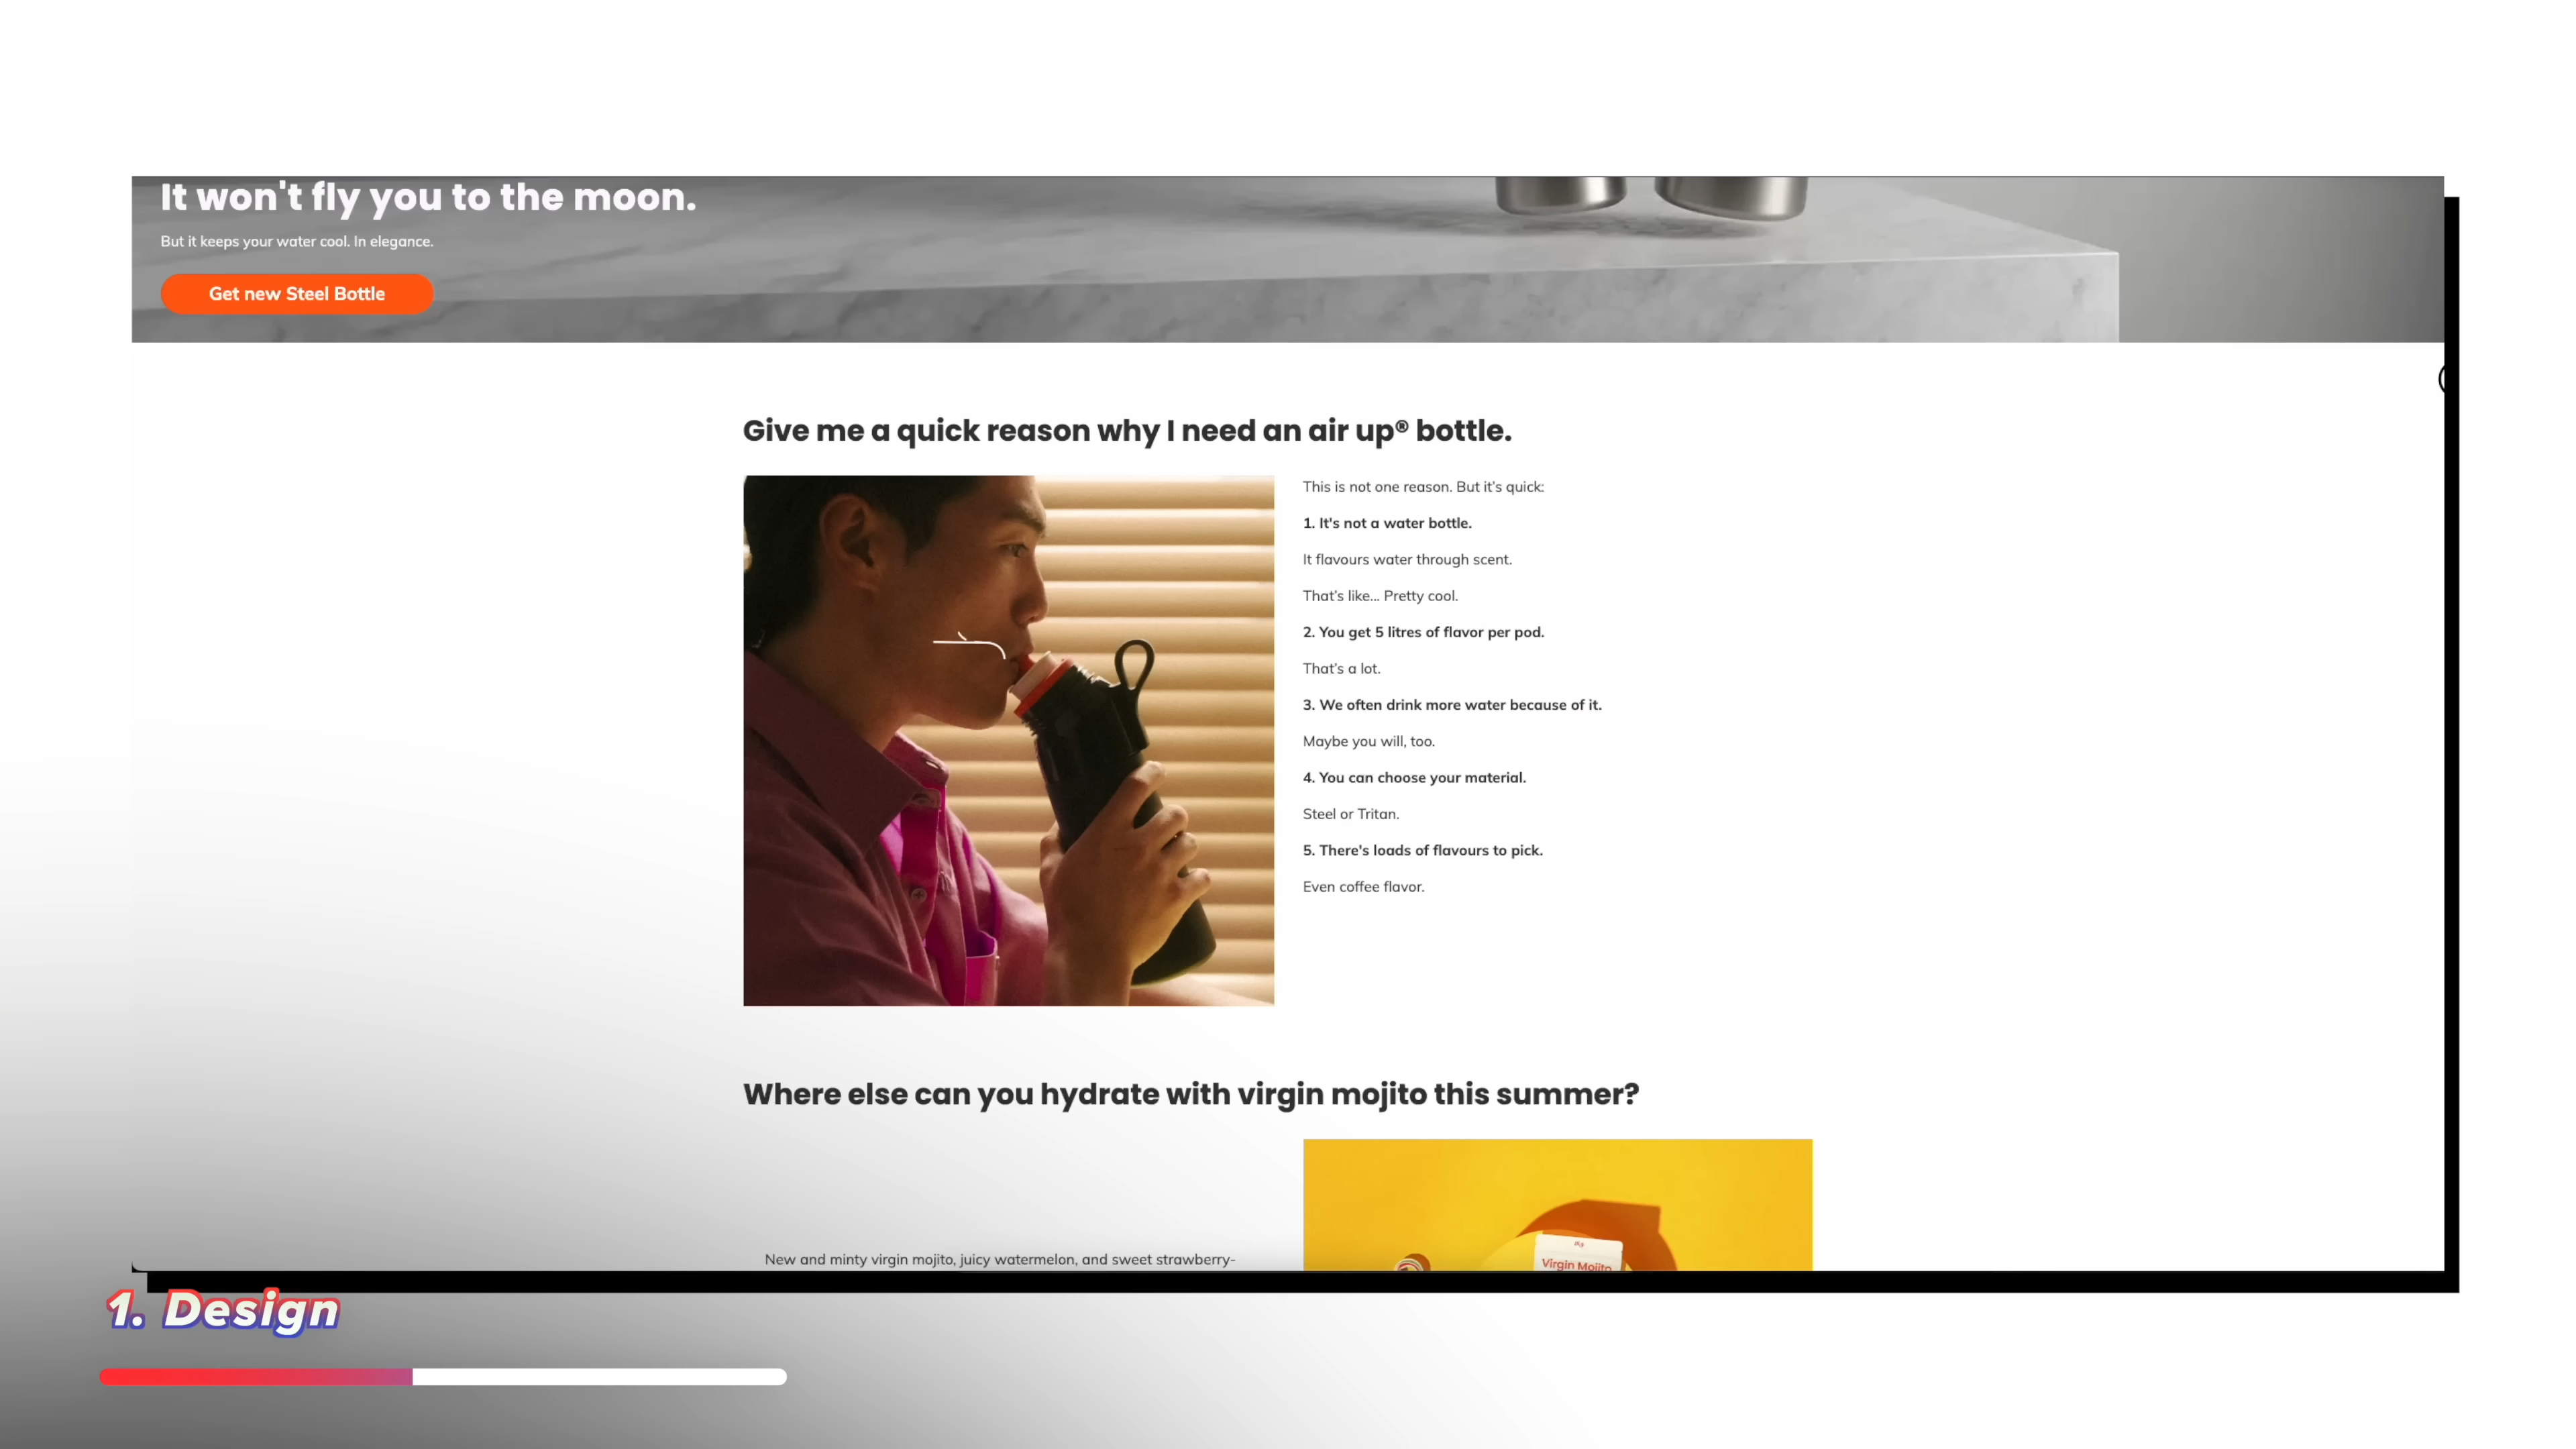 It won't fly you to the moon.
But it keeps your water cool. In elegance.
Get new Steel Bottle
Give me a quick reason why I need an air up® bottle.
This is not one reason. But it's quick:
1. It's not a water bottle.
It flavours water through scent.
That's like... Pretty cool.
2. You get 5 litres of flavor per pod.
That's a lot.
3. We often drink more water because of it.
Maybe you will, too.
4. You can choose your material.
Steel or Tritan.
5. There's loads of flavours to pick.
Even coffee flavor.
Where else can you hydrate with virgin mojito this summer?
New and minty virgin mojito, juicy watermelon, and sweet strawberry-
Virgin Mojito
1. Design